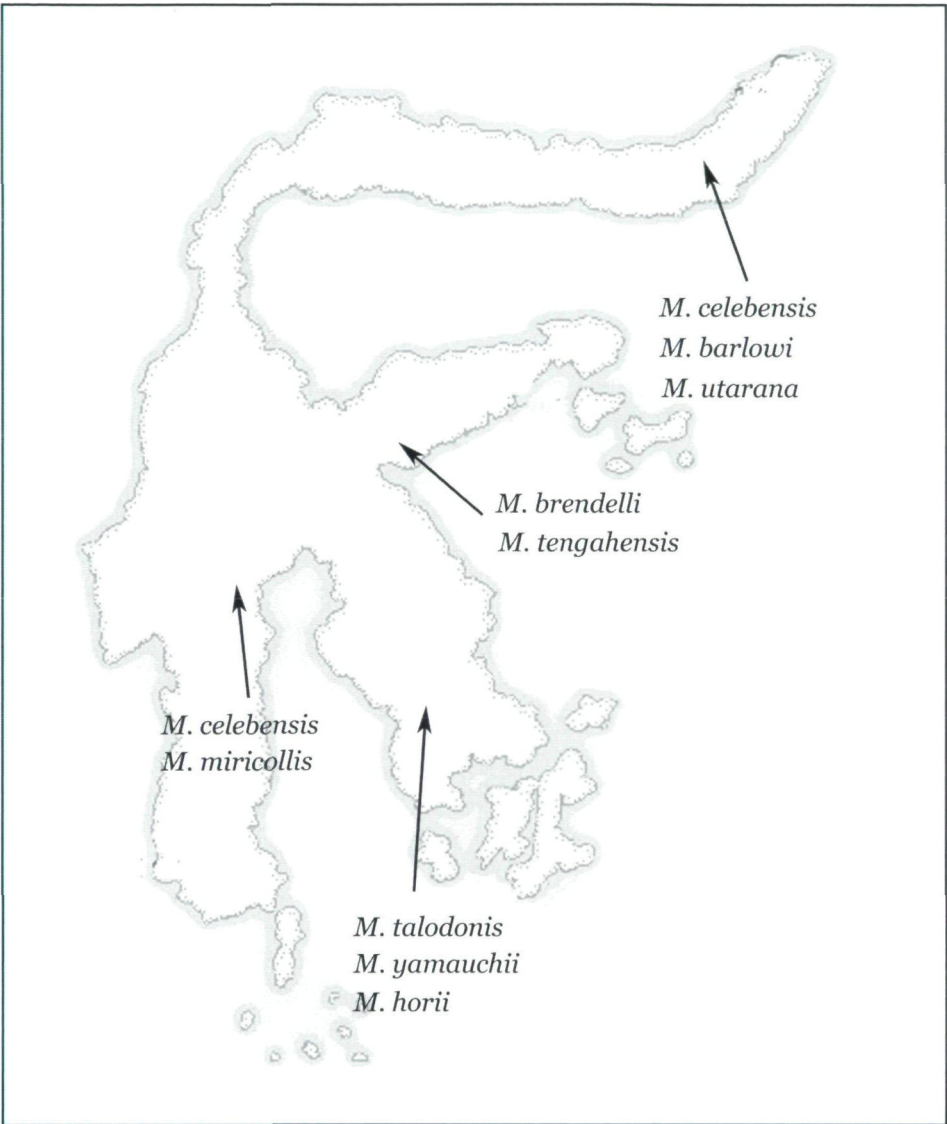 M. celebensis
M. barlowi
M. utarana
M. brendelli
M. tengahensis
M. celebensis
M. miricollis
M. talodonis
M. yamauchii
M. horii